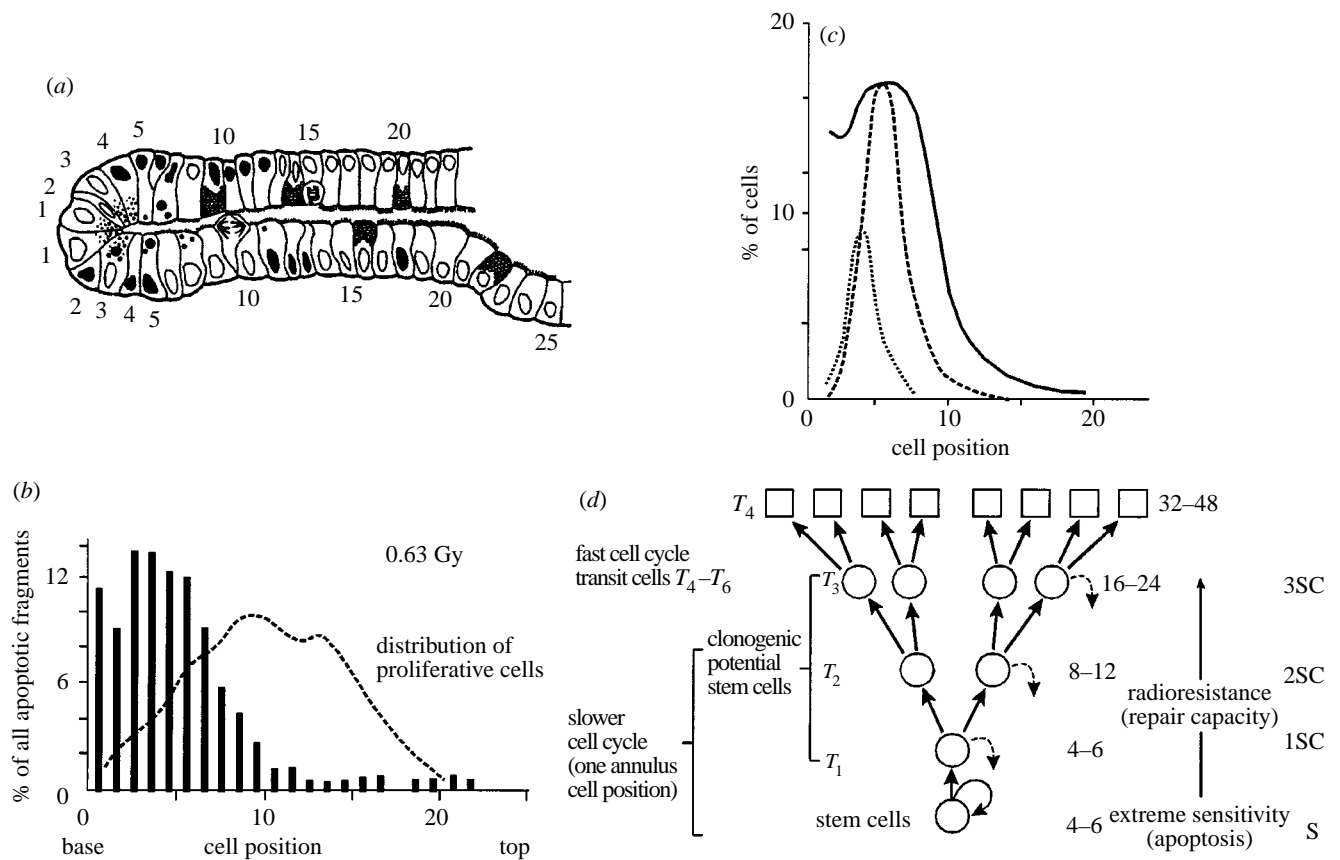 (a)
1
2
3
4
5
10
15
20
1
2
3
4
5
10
15
20
25
(b)
% of all apoptotic fragments
12
6
0
0.63 Gy
distribution of
proliferative cells
0
10
20
base
cell position
top
(c)
% of cells
20
10
0
0
10
20
cell position
(d)
T4
32–48
fast cell cycle
transit cells T4–T6
T3
16–24
3SC
clonogenic
potential
stem cells
T2
8–12
2SC
radioresistance
(repair capacity)
slower
cell cycle
(one annulus
cell position)
T1
4–6
1SC
stem cells
4–6
extreme sensitivity
(apoptosis)
S